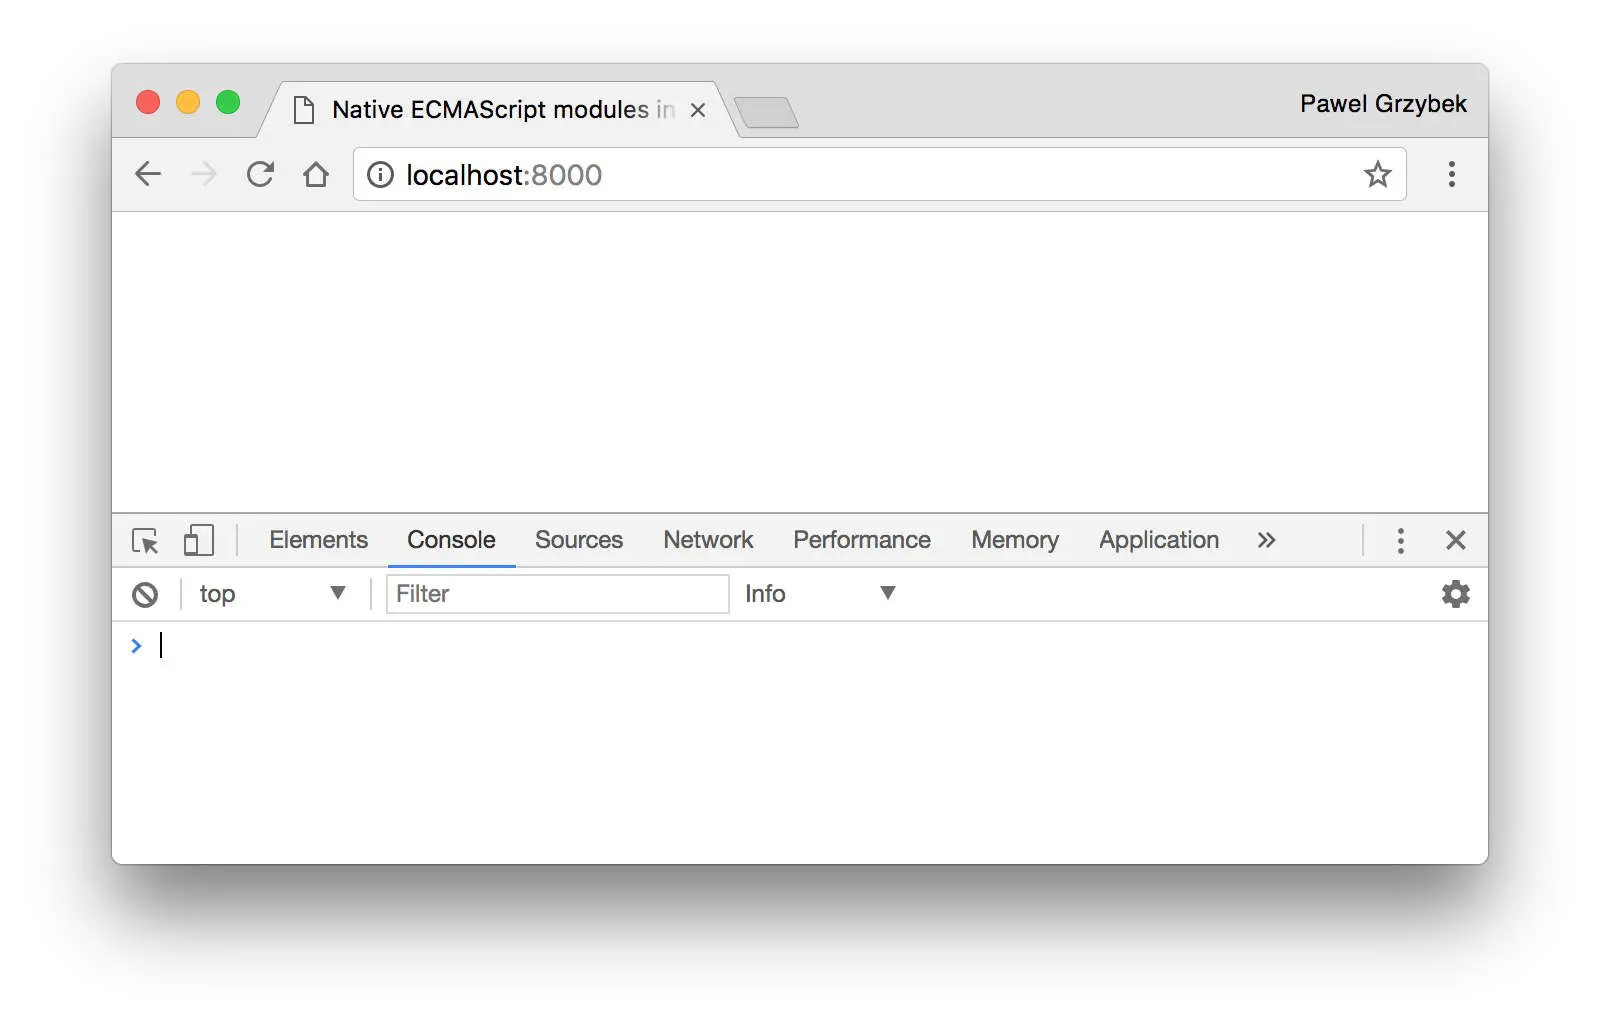 Native ECMAScript modules in
Pawel Grzybek
localhost:8000
Elements Console Sources Network Performance Memory Application
top Filter Info